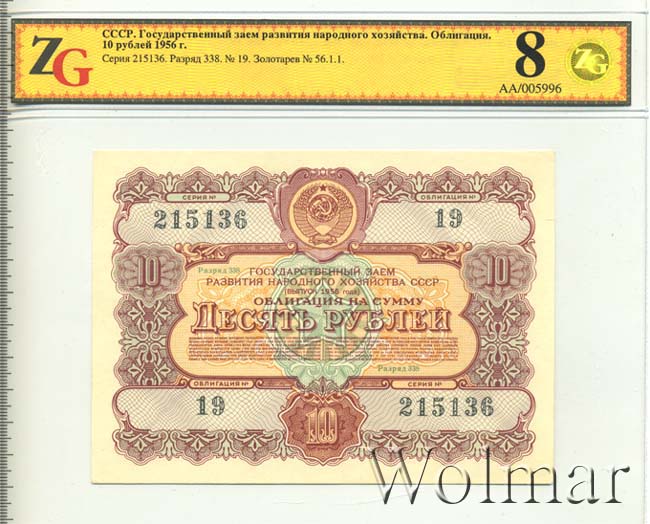 ZG
СССР. Государственный заем развития народного хозяйства. Облигация.
10 рублей 1956 г.
Серия 215136. Разряд 338. № 19. Золотарев № 56.1.1.
8
ZG
АА/005996
СЕРИЯ №
ОБЛИГАЦИЯ №
215136
19
10
10
Разряд 338
ГОСУДАРСТВЕННЫЙ ЗАЕМ
РАЗВИТИЯ НАРОДНОГО ХОЗЯЙСТВА СССР
(ВЫПУСК 1956 года)
ОБЛИГАЦИЯ НА СУММУ
ДЕСЯТЬ РУБЛЕЙ
Разряд 338
ОБЛИГАЦИЯ №
СЕРИЯ №
19
215136
10
Wolmar